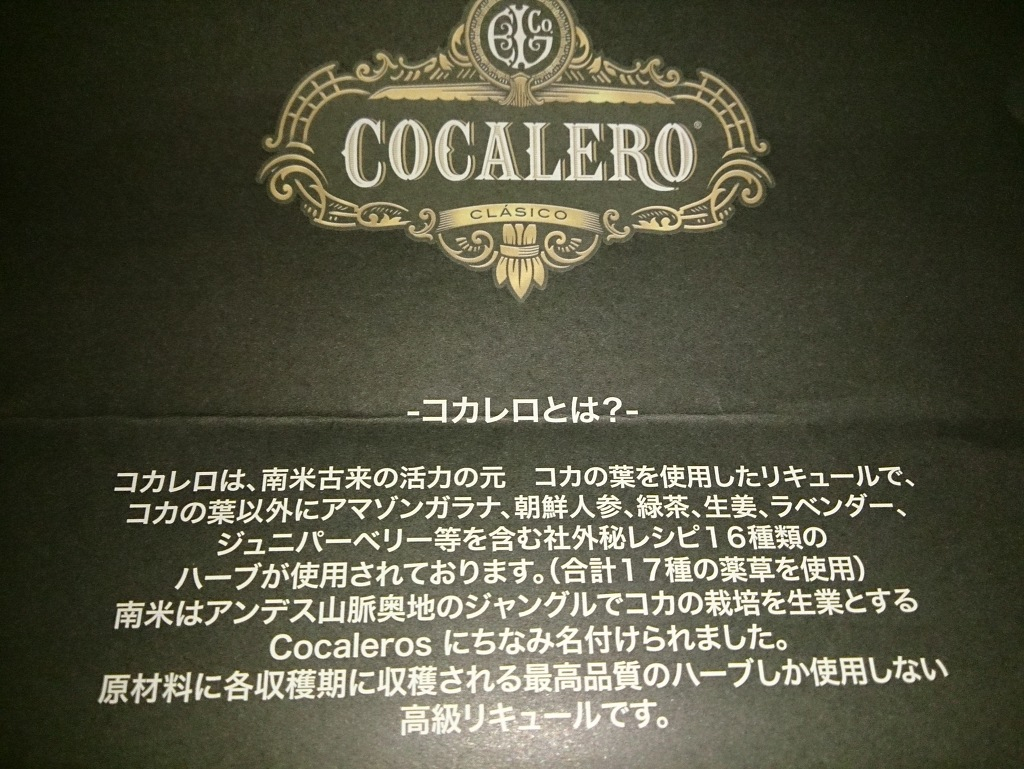 COCALERO®
CLÁSICO
-コカレロとは?-
コカレロは、南米古来の活力の元　コカの葉を使用したリキュールで、
コカの葉以外にアマゾンガラナ、朝鮮人参、緑茶、生姜、ラベンダー、
ジュニパーベリー等を含む社外秘レシピ16種類の
ハーブが使用されております。(合計17種の薬草を使用)
南米はアンデス山脈奥地のジャングルでコカの栽培を生業とする
Cocaleros にちなみ名付けられました。
原材料に各収穫期に収穫される最高品質のハーブしか使用しない
高級リキュールです。